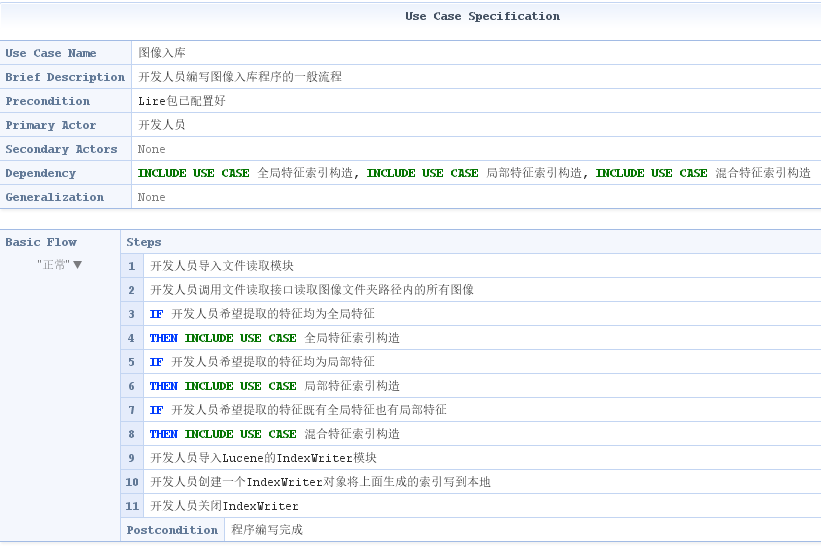 Use Case Specification
Use Case Name 图像入库
Brief Description 开发人员编写图像入库程序的一般流程
Precondition Lire包已配置好
Primary Actor 开发人员
Secondary Actors None
Dependency INCLUDE USE CASE 全局特征索引构造, INCLUDE USE CASE 局部特征索引构造, INCLUDE USE CASE 混合特征索引构造
Generalization None
Basic Flow Steps
"正常"▼ 1 开发人员导入文件读取模块
2 开发人员调用文件读取接口读取图像文件夹路径内的所有图像
3 IF 开发人员希望提取的特征均为全局特征
4 THEN INCLUDE USE CASE 全局特征索引构造
5 IF 开发人员希望提取的特征均为局部特征
6 THEN INCLUDE USE CASE 局部特征索引构造
7 IF 开发人员希望提取的特征既有全局特征也有局部特征
8 THEN INCLUDE USE CASE 混合特征索引构造
9 开发人员导入Lucene的IndexWriter模块
10 开发人员创建一个IndexWriter对象将上面生成的索引写到本地
11 开发人员关闭IndexWriter
Postcondition 程序编写完成